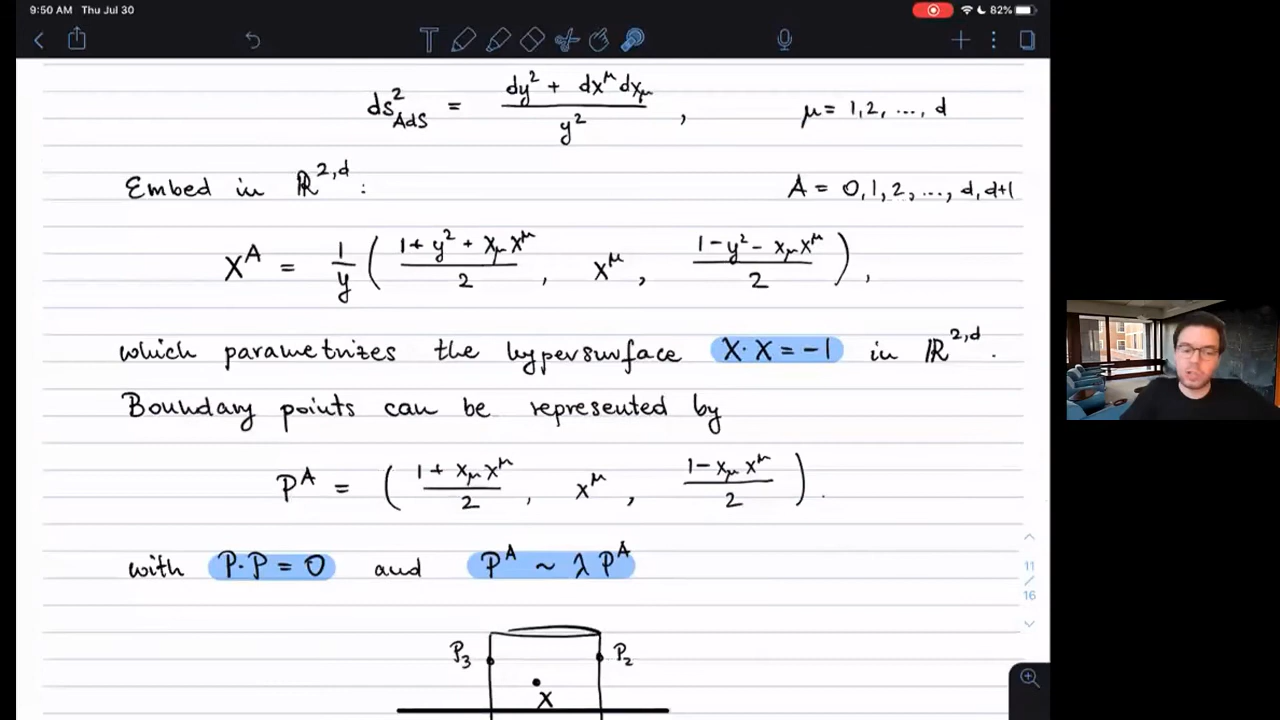 9:50 AM Thu Jul 30
82%
ds²_AdS = (dy² + dx^μ dx_μ) / y² , μ = 1,2, ..., d
Embed in ℝ^{2,d} : A = 0,1,2, ..., d, d+1
X^A = 1/y ( (1 + y² + x_μ x^μ)/2 , x^μ , (1 - y² - x_μ x^μ)/2 ) ,
which parametrizes the hypersurface X·X = -1 in ℝ^{2,d} .
Boundary points can be represented by
P^A = ( (1 + x_μ x^μ)/2 , x^μ , (1 - x_μ x^μ)/2 ) .
with P·P = 0 and P^A ~ λ P^A
11
/
16
P₃ P₂
X